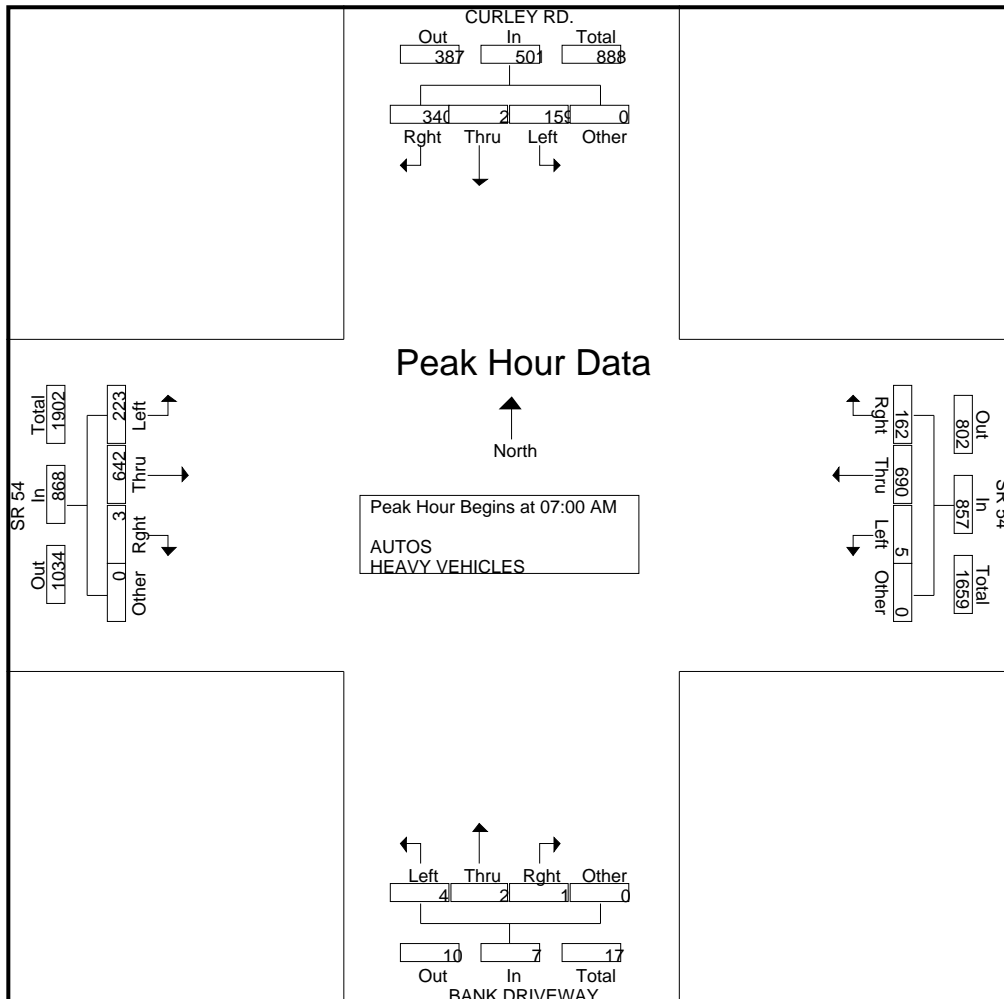 CURLEY RD.
Out In Total
387 501 888
340 2 159 0
Rght Thru Left Other
Peak Hour Data
North
Peak Hour Begins at 07:00 AM
AUTOS
HEAVY VEHICLES
SR 54
Out In Total
1034 868 1902
Left Thru Rght Other
223 642 3 0
SR 54
Out In Total
802 857 1659
Rght Thru Left Other
162 690 5 0
Left Thru Rght Other
4 2 1 0
10 7 17
Out In Total
BANK DRIVEWAY